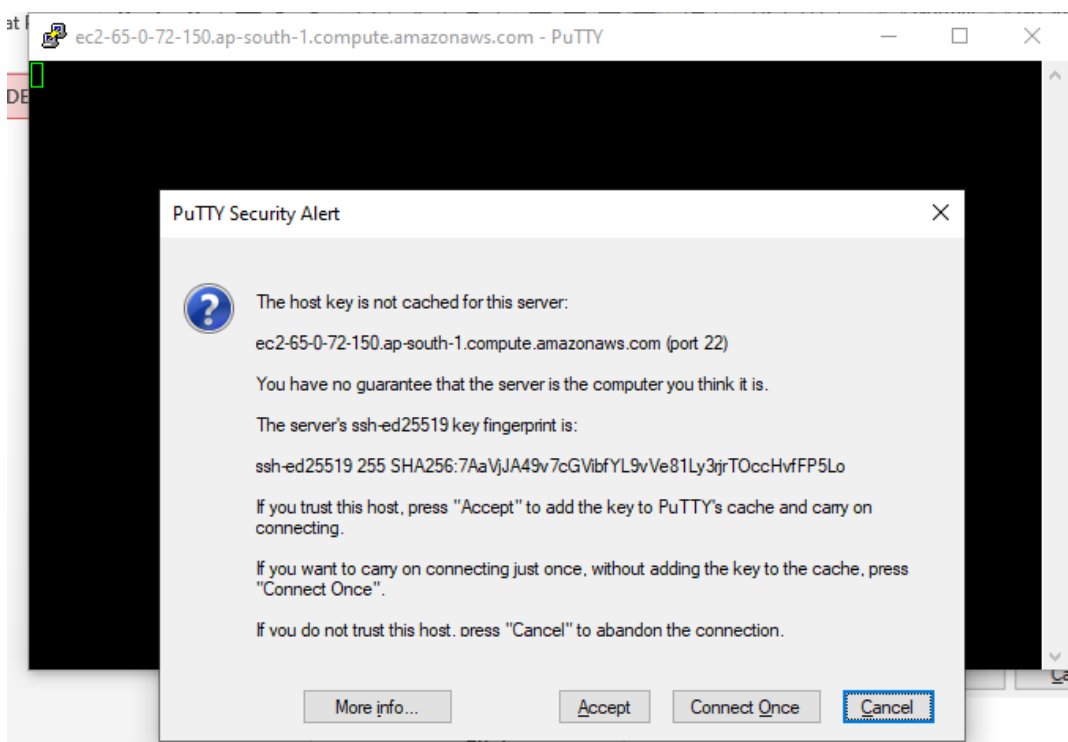 at
ec2-65-0-72-150.ap-south-1.compute.amazonaws.com - PuTTY
DE
PuTTY Security Alert
The host key is not cached for this server:
ec2-65-0-72-150.ap-south-1.compute.amazonaws.com (port 22)
You have no guarantee that the server is the computer you think it is.
The server's ssh-ed25519 key fingerprint is:
ssh-ed25519 255 SHA256:7AaVjJA49v7cGVibfYL9vVe81Ly3rjrTOccHvfFP5Lo
If you trust this host, press "Accept" to add the key to PuTTY's cache and carry on
connecting.
If you want to carry on connecting just once, without adding the key to the cache, press
"Connect Once".
If you do not trust this host, press "Cancel" to abandon the connection.
Ca
More info...
Accept
Connect Once
Cancel